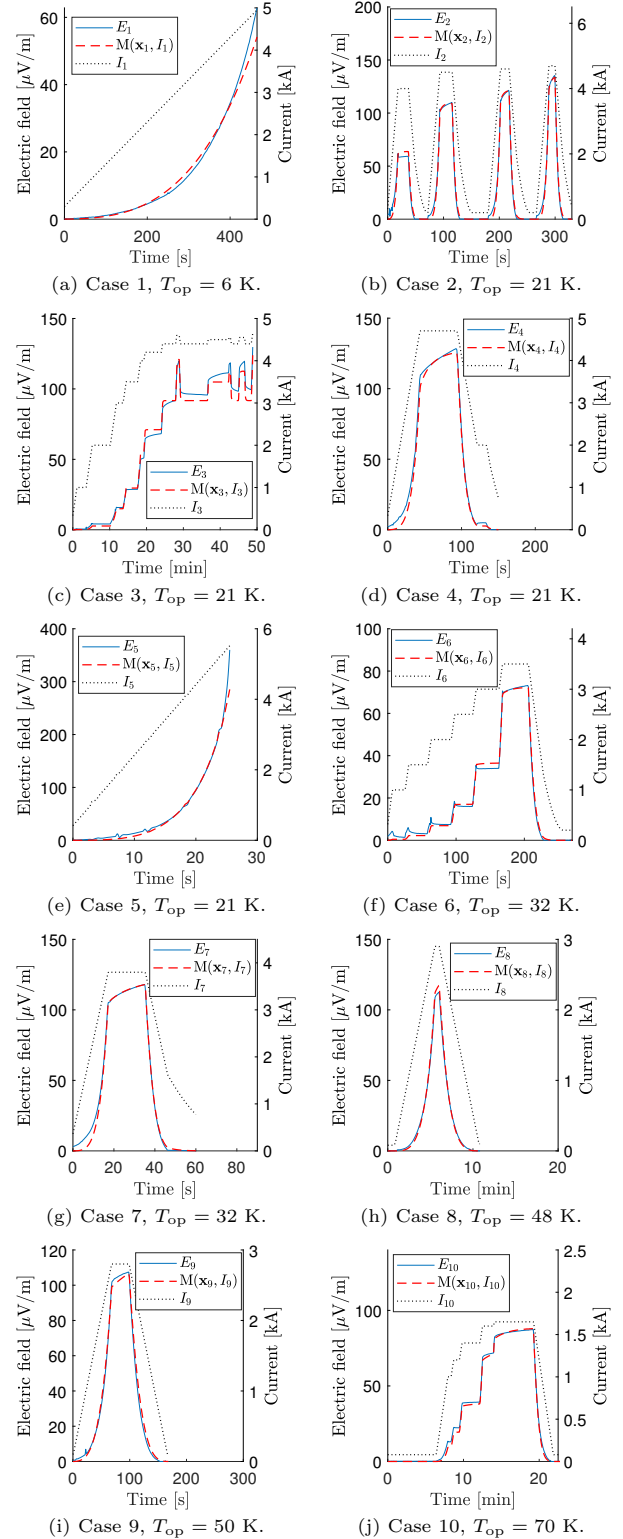 E₁
M(x₁, I₁)
I₁
Electric field [μV/m]
60
40
20
0
5
4
3
2
1
0
Current [kA]
0 200 400
Time [s]
(a) Case 1, Tₒₚ = 6 K.
E₂
M(x₂, I₂)
I₂
Electric field [μV/m]
200
150
100
50
0
6
4
2
0
Current [kA]
0 100 200 300
Time [s]
(b) Case 2, Tₒₚ = 21 K.
E₃
M(x₃, I₃)
I₃
Electric field [μV/m]
150
100
50
0
5
4
3
2
1
0
Current [kA]
0 10 20 30 40 50
Time [min]
(c) Case 3, Tₒₚ = 21 K.
E₄
M(x₄, I₄)
I₄
Electric field [μV/m]
150
100
50
0
5
4
3
2
1
0
Current [kA]
0 100 200
Time [s]
(d) Case 4, Tₒₚ = 21 K.
E₅
M(x₅, I₅)
I₅
Electric field [μV/m]
400
300
200
100
0
6
4
2
0
Current [kA]
0 10 20 30
Time [s]
(e) Case 5, Tₒₚ = 21 K.
E₆
M(x₆, I₆)
I₆
Electric field [μV/m]
100
80
60
40
20
0
4
3
2
1
0
Current [kA]
0 100 200
Time [s]
(f) Case 6, Tₒₚ = 32 K.
E₇
M(x₇, I₇)
I₇
Electric field [μV/m]
150
100
50
0
4
3
2
1
0
Current [kA]
0 20 40 60 80
Time [s]
(g) Case 7, Tₒₚ = 32 K.
E₈
M(x₈, I₈)
I₈
Electric field [μV/m]
150
100
50
0
3
2
1
0
Current [kA]
0 10 20
Time [min]
(h) Case 8, Tₒₚ = 48 K.
E₉
M(x₉, I₉)
I₉
Electric field [μV/m]
120
100
80
60
40
20
0
3
2
1
0
Current [kA]
0 100 200 300
Time [s]
(i) Case 9, Tₒₚ = 50 K.
E₁₀
M(x₁₀, I₁₀)
I₁₀
Electric field [μV/m]
100
50
0
2.5
2
1.5
1
0.5
0
Current [kA]
0 10 20
Time [min]
(j) Case 10, Tₒₚ = 70 K.